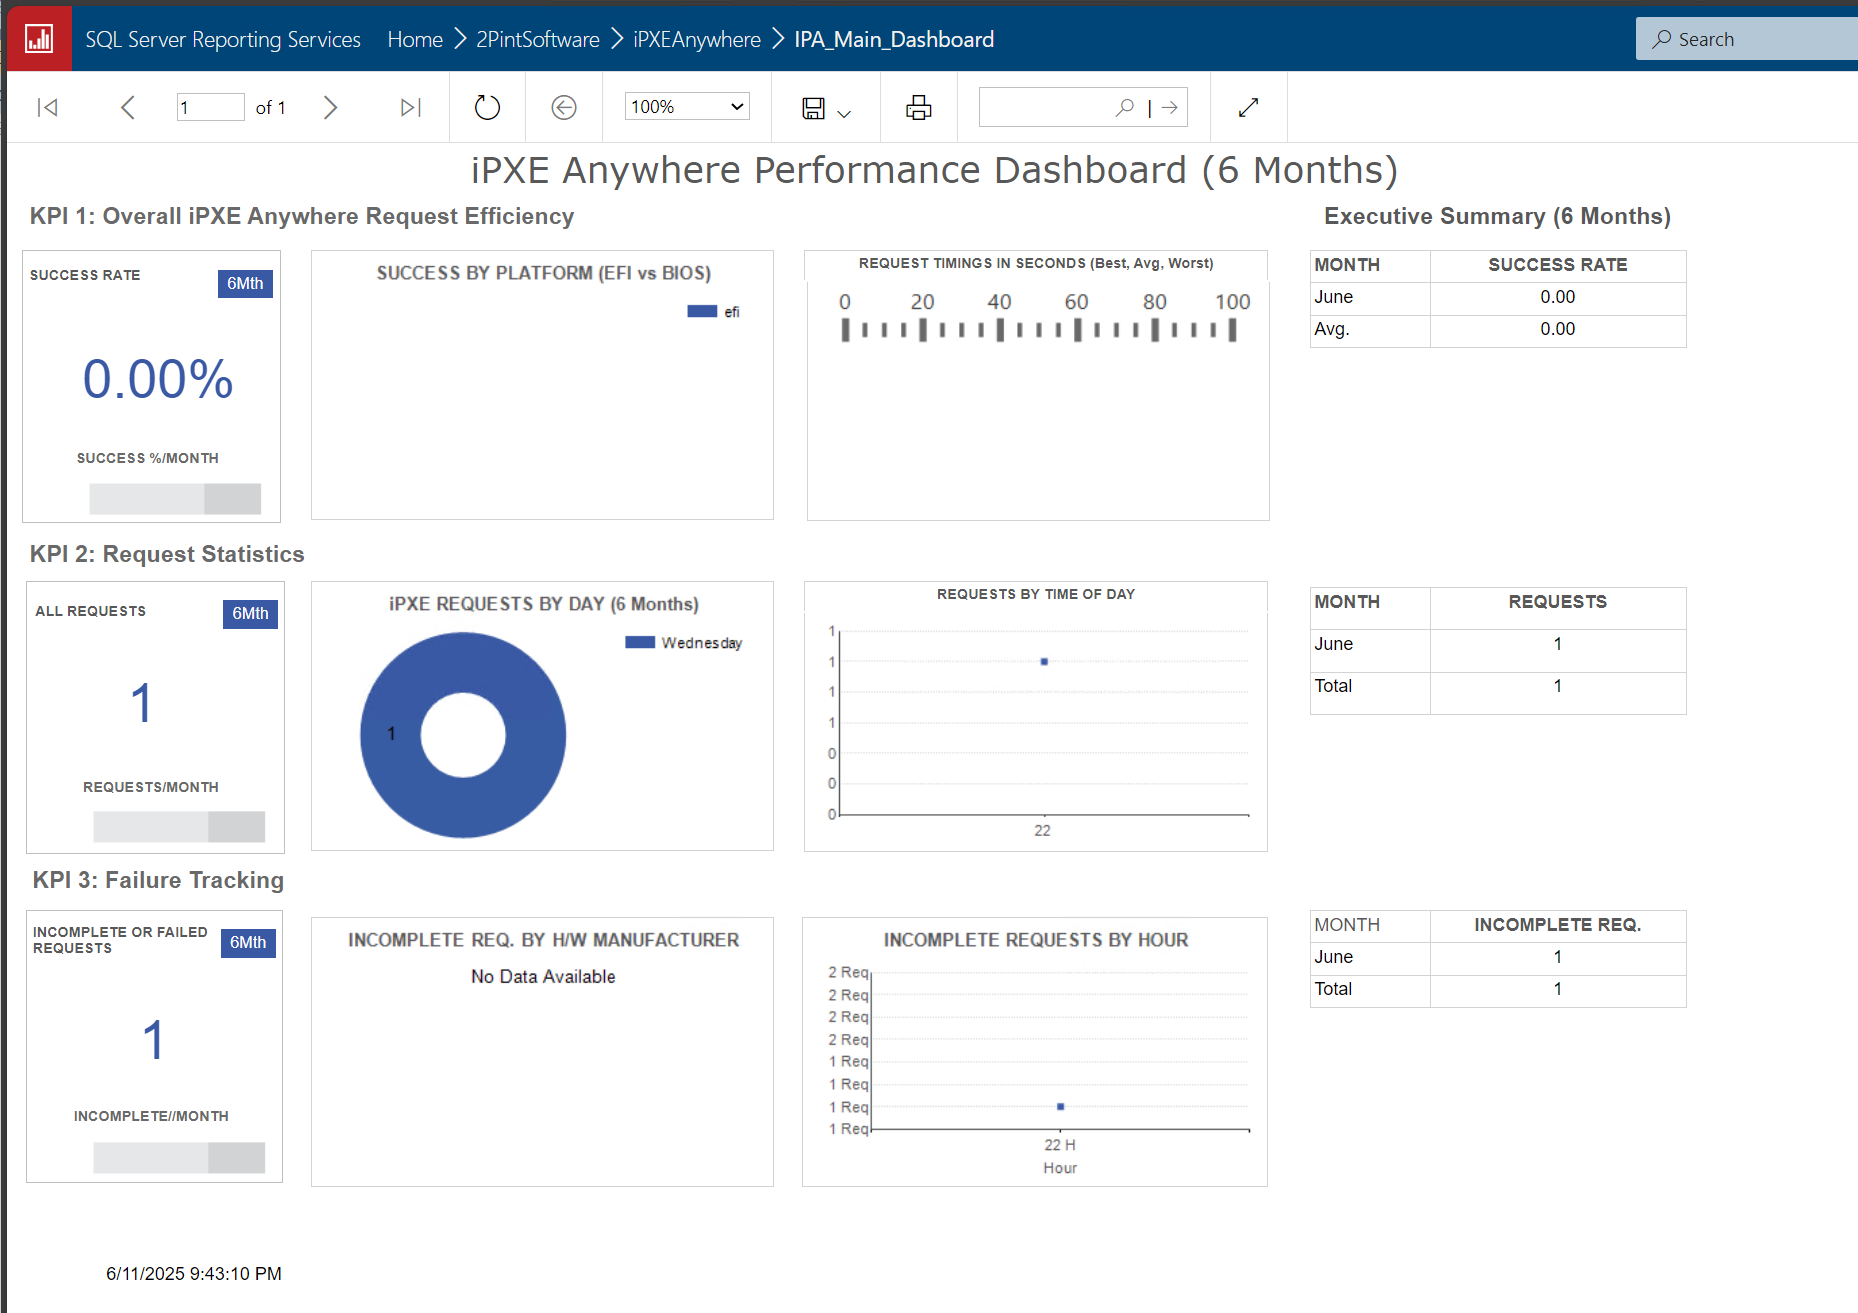 SQL Server Reporting Services Home 2PintSoftware iPXEAnywhere IPA_Main_Dashboard Search
1 of 1 100%
iPXE Anywhere Performance Dashboard (6 Months)
KPI 1: Overall iPXE Anywhere Request Efficiency
Executive Summary (6 Months)
SUCCESS RATE
6Mth
0.00%
SUCCESS %/MONTH
SUCCESS BY PLATFORM (EFI vs BIOS)
efi
REQUEST TIMINGS IN SECONDS (Best, Avg, Worst)
0 20 40 60 80 100
MONTH SUCCESS RATE
June 0.00
Avg. 0.00
KPI 2: Request Statistics
ALL REQUESTS
6Mth
1
REQUESTS/MONTH
iPXE REQUESTS BY DAY (6 Months)
Wednesday
1
REQUESTS BY TIME OF DAY
1
1
1
1
0
0
0
22
MONTH REQUESTS
June 1
Total 1
KPI 3: Failure Tracking
INCOMPLETE OR FAILED
REQUESTS
6Mth
1
INCOMPLETE//MONTH
INCOMPLETE REQ. BY H/W MANUFACTURER
No Data Available
INCOMPLETE REQUESTS BY HOUR
2 Req
2 Req
2 Req
2 Req
1 Req
1 Req
1 Req
1 Req
22 H
Hour
MONTH INCOMPLETE REQ.
June 1
Total 1
6/11/2025 9:43:10 PM